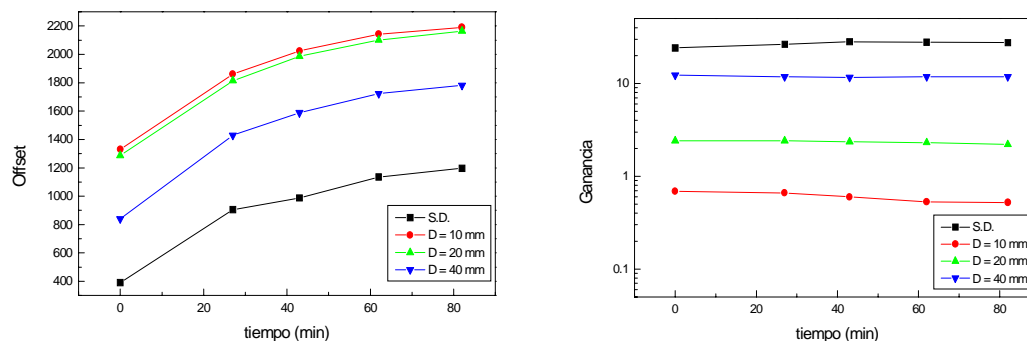 2200
2000
1800
1600
1400
1200
1000
800
600
400
Offset
0 20 40 60 80
tiempo (min)
S.D.
D = 10 mm
D = 20 mm
D = 40 mm
10
1
0.1
Ganancia
0 20 40 60 80
tiempo (min)
S.D.
D = 10 mm
D = 20 mm
D = 40 mm